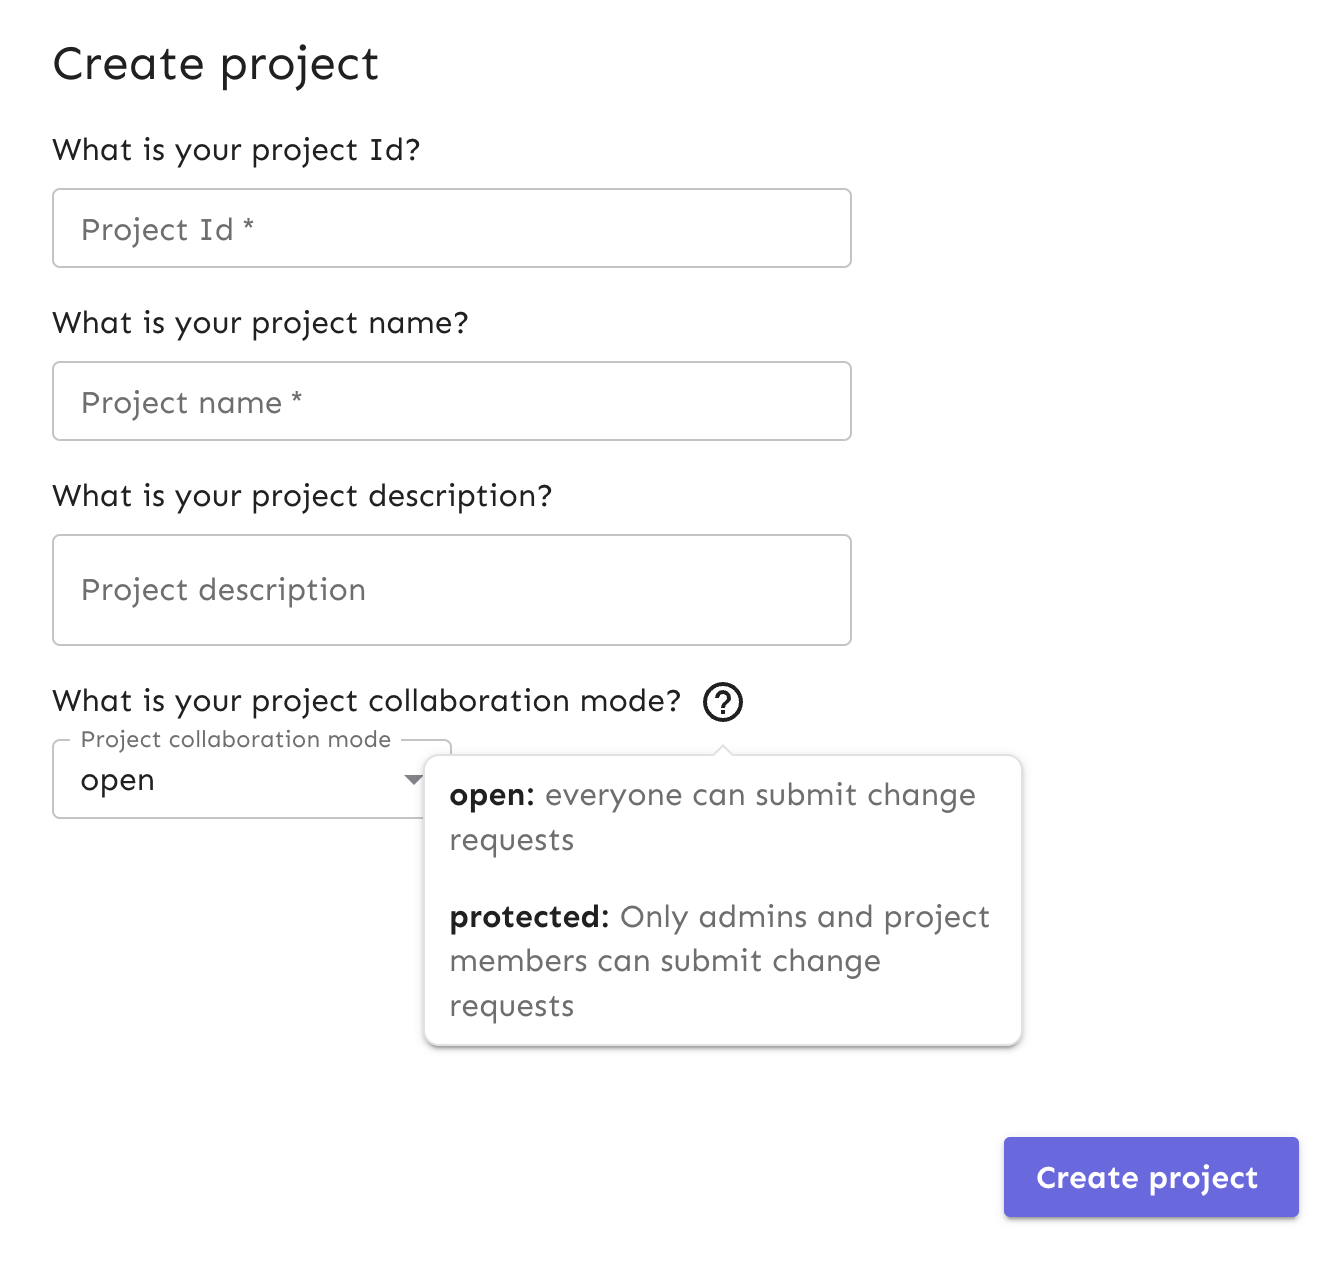 Create project
What is your project Id?
Project Id *
What is your project name?
Project name *
What is your project description?
Project description
What is your project collaboration mode?
Project collaboration mode
open
open: everyone can submit change
requests
protected: Only admins and project
members can submit change
requests
Create project